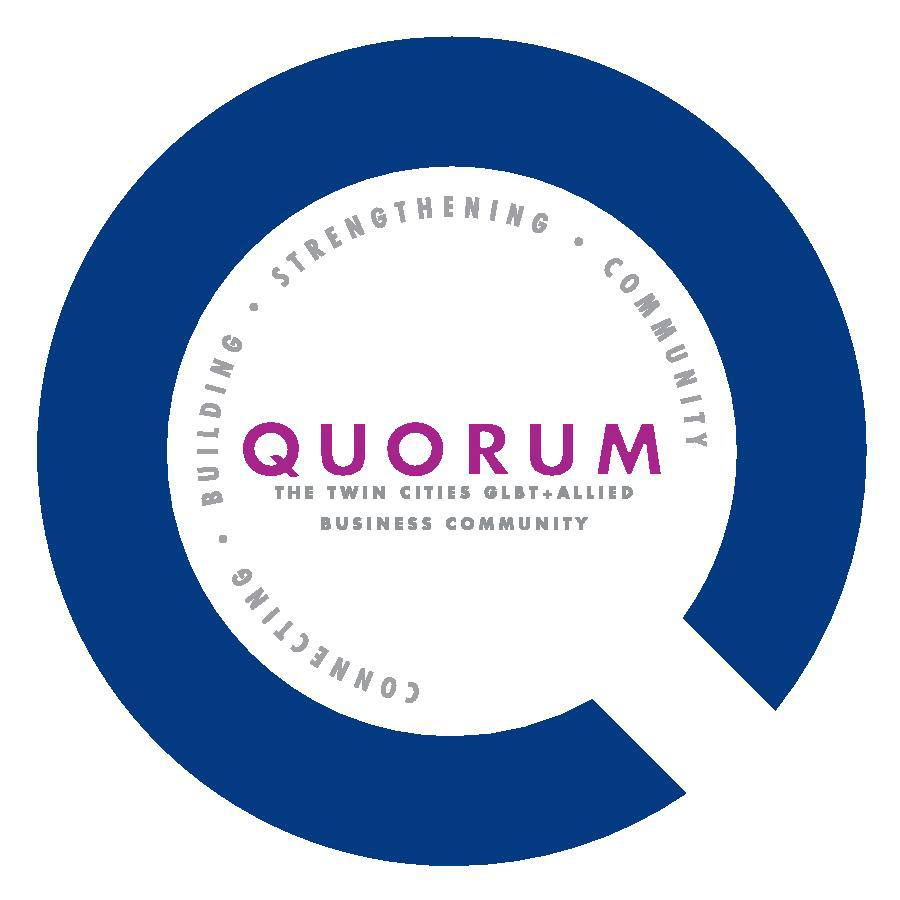 CONNECTING • BUILDING • STRENGTHENING • COMMUNITY
QUORUM
THE TWIN CITIES GLBT+ALLIED
BUSINESS COMMUNITY